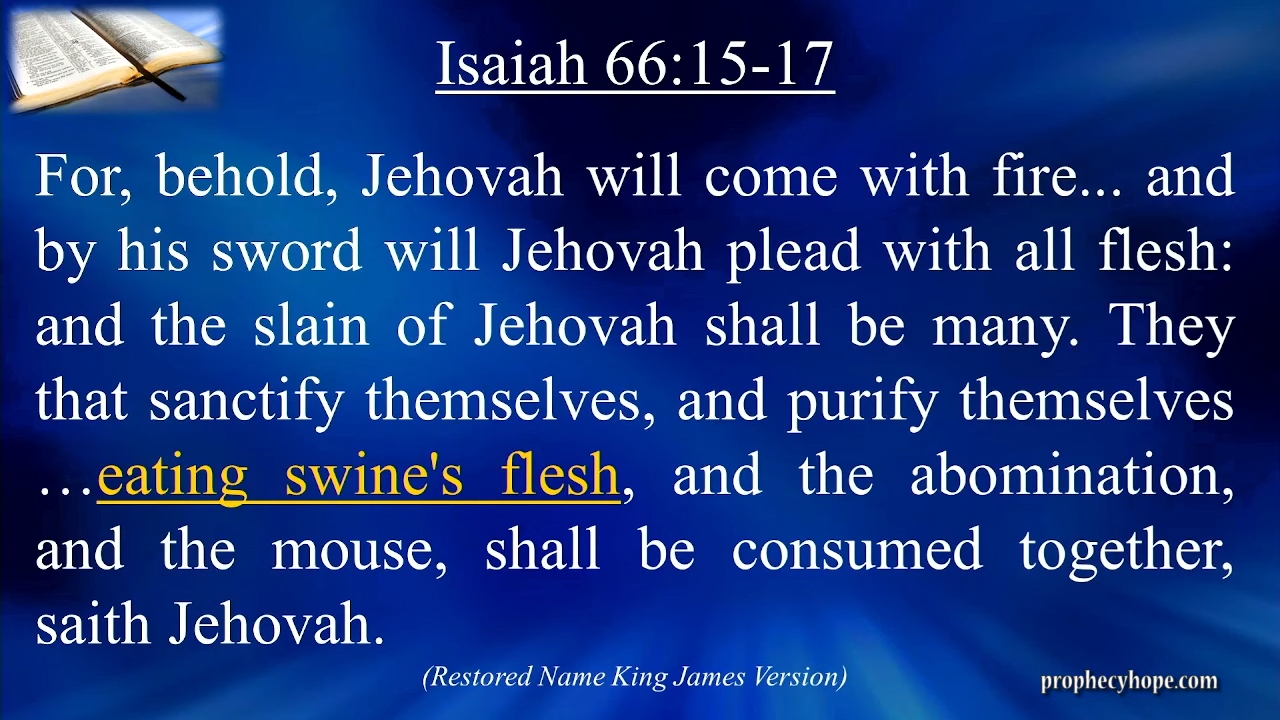 Isaiah 66:15-17
For, behold, Jehovah will come with fire... and
by his sword will Jehovah plead with all flesh:
and the slain of Jehovah shall be many. They
that sanctify themselves, and purify themselves
…eating swine's flesh, and the abomination,
and the mouse, shall be consumed together,
saith Jehovah.
(Restored Name King James Version)
prophecyhope.com